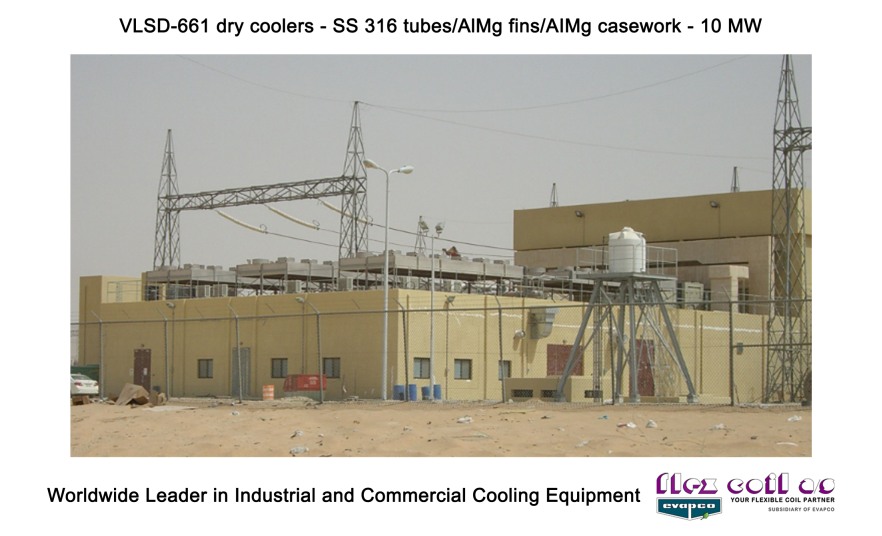 VLSD-661 dry coolers - SS 316 tubes/AlMg fins/AlMg casework - 10 MW
Worldwide Leader in Industrial and Commercial Cooling Equipment
flex coil a/s
YOUR FLEXIBLE COIL PARTNER
evapco
SUBSIDIARY OF EVAPCO